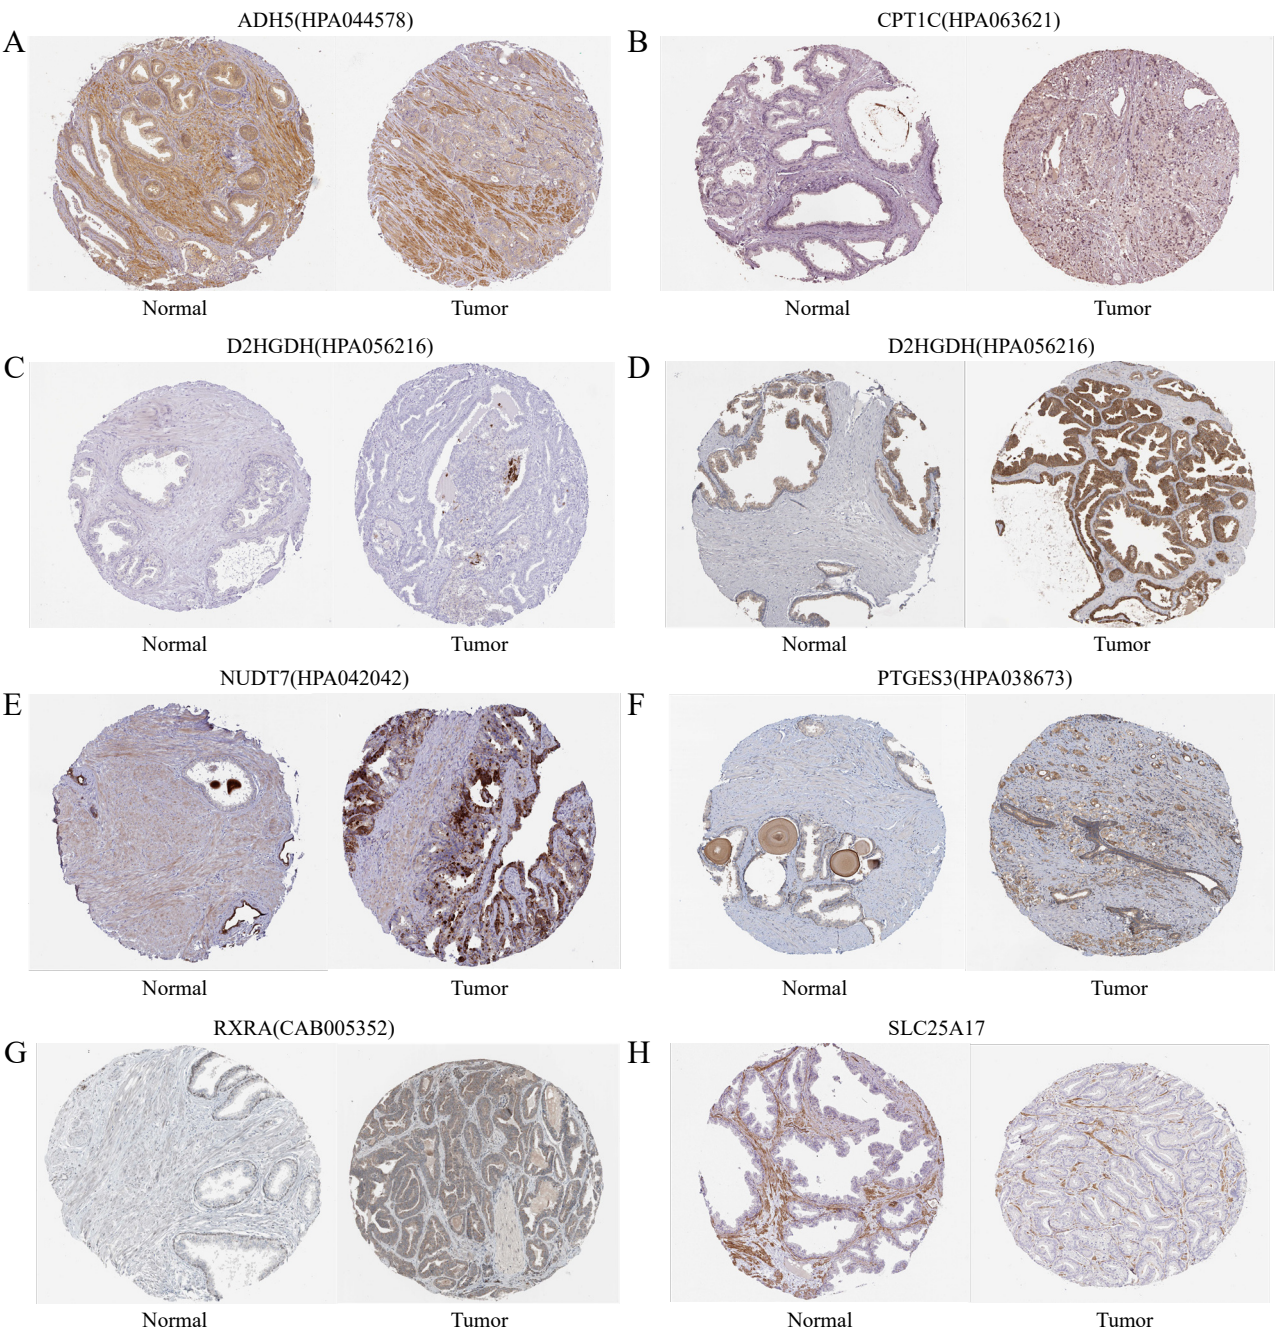 ADH5(HPA044578)
CPT1C(HPA063621)
A
B
Normal
Tumor
Normal
Tumor
D2HGDH(HPA056216)
D2HGDH(HPA056216)
C
D
Normal
Tumor
Normal
Tumor
NUDT7(HPA042042)
PTGES3(HPA038673)
E
F
Normal
Tumor
Normal
Tumor
RXRA(CAB005352)
SLC25A17
G
H
Normal
Tumor
Normal
Tumor